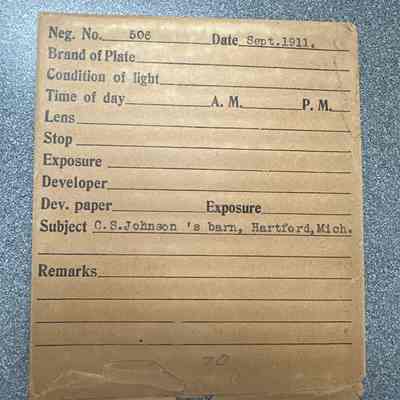 Neg. No. 506 Date Sept.1911.
Brand of Plate
Condition of light
Time of day A. M. P. M.
Lens
Stop
Exposure
Developer
Dev. paper Exposure
Subject C.S.Johnson 's barn, Hartford,Mich.
Remarks
70